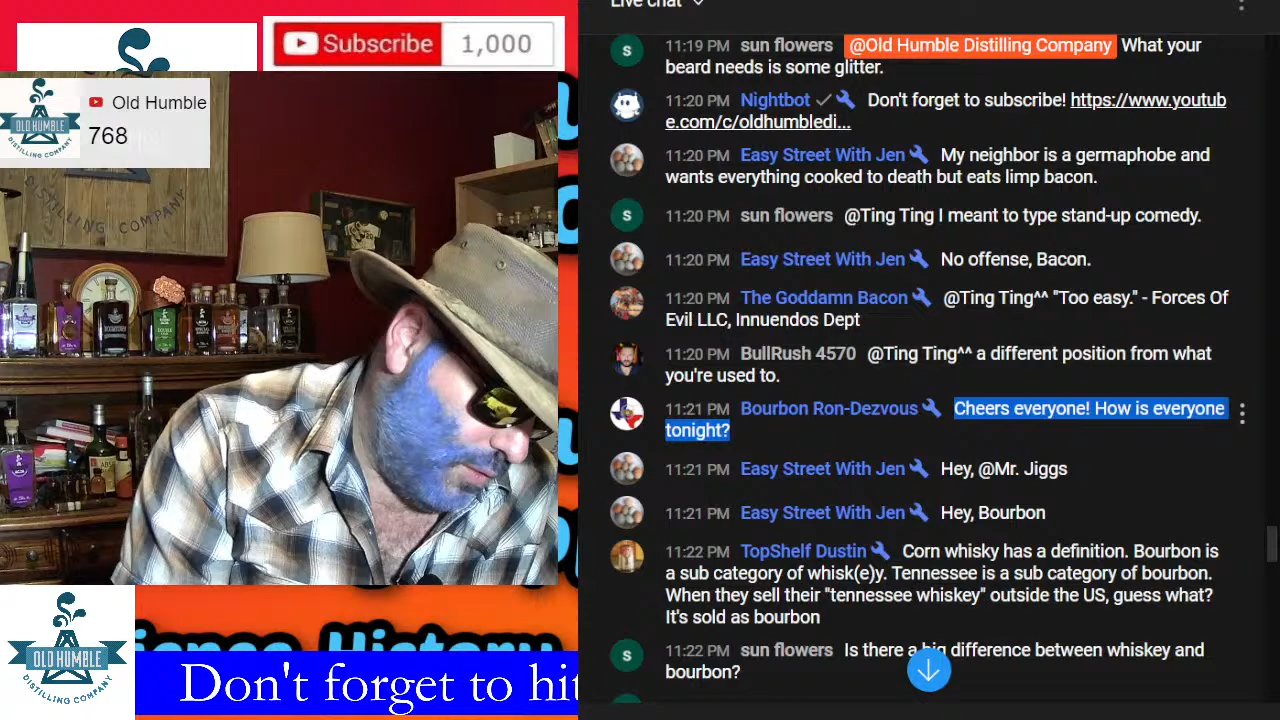 Subscribe
1,000
Old Humble
768
OLD HUMBLE
DISTILLING COMPANY
DISTILLING COMPANY
OLD HUMBLE
DISTILLING COMPANY
Don't forget to hit
Live chat
11:19 PM sun flowers @Old Humble Distilling Company What your
beard needs is some glitter.
11:20 PM Nightbot Don't forget to subscribe! https://www.youtub
e.com/c/oldhumbledi...
11:20 PM Easy Street With Jen My neighbor is a germaphobe and
wants everything cooked to death but eats limp bacon.
S 11:20 PM sun flowers @Ting Ting I meant to type stand-up comedy.
11:20 PM Easy Street With Jen No offense, Bacon.
11:20 PM The Goddamn Bacon @Ting Ting^^ "Too easy." - Forces Of
Evil LLC, Innuendos Dept
11:20 PM BullRush 4570 @Ting Ting^^ a different position from what
you're used to.
11:21 PM Bourbon Ron-Dezvous Cheers everyone! How is everyone
tonight?
11:21 PM Easy Street With Jen Hey, @Mr. Jiggs
11:21 PM Easy Street With Jen Hey, Bourbon
11:22 PM TopShelf Dustin Corn whisky has a definition. Bourbon is
a sub category of whisk(e)y. Tennessee is a sub category of bourbon.
When they sell their "tennessee whiskey" outside the US, guess what?
It's sold as bourbon
S 11:22 PM sun flowers Is there a big difference between whiskey and
bourbon?